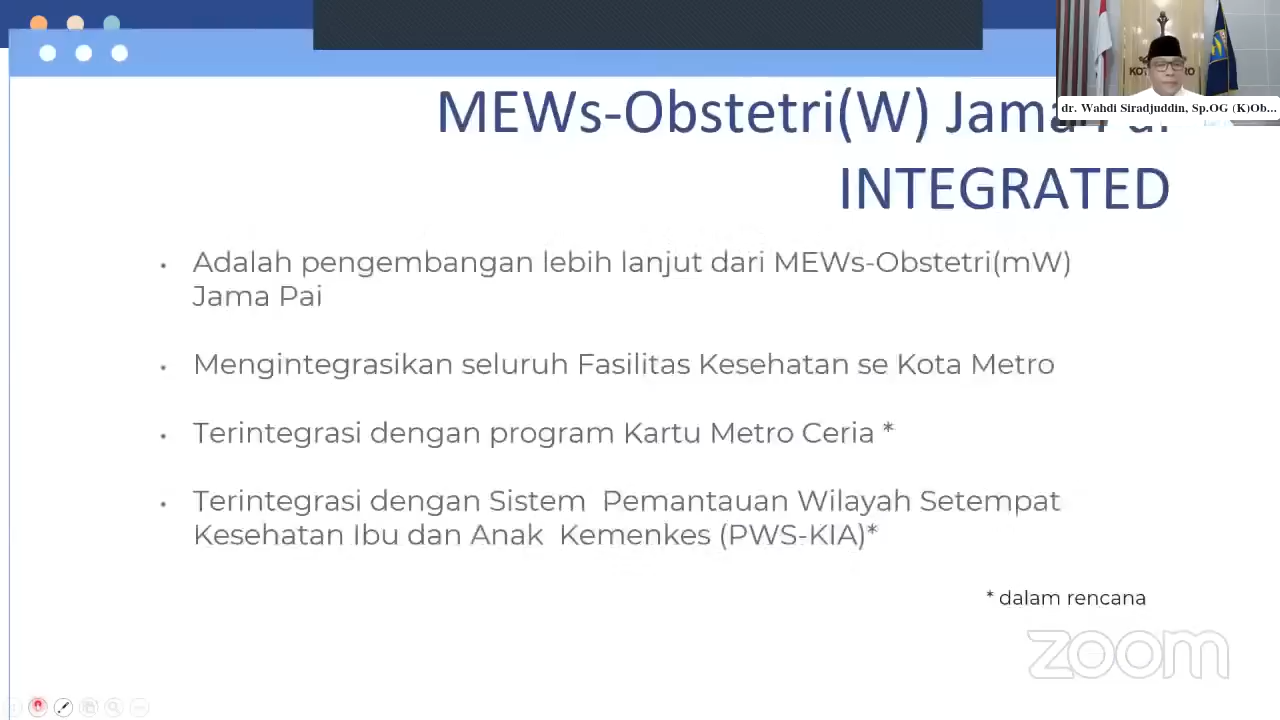 KOT RO
dr. Wahdi Siradjuddin, Sp.OG (K)Ob...
MEWs-Obstetri(W) Jama
INTEGRATED
• Adalah pengembangan lebih lanjut dari MEWs-Obstetri(mW)
Jama Pai
• Mengintegrasikan seluruh Fasilitas Kesehatan se Kota Metro
• Terintegrasi dengan program Kartu Metro Ceria *
• Terintegrasi dengan Sistem Pemantauan Wilayah Setempat
Kesehatan Ibu dan Anak Kemenkes (PWS-KIA)*
* dalam rencana
zoom